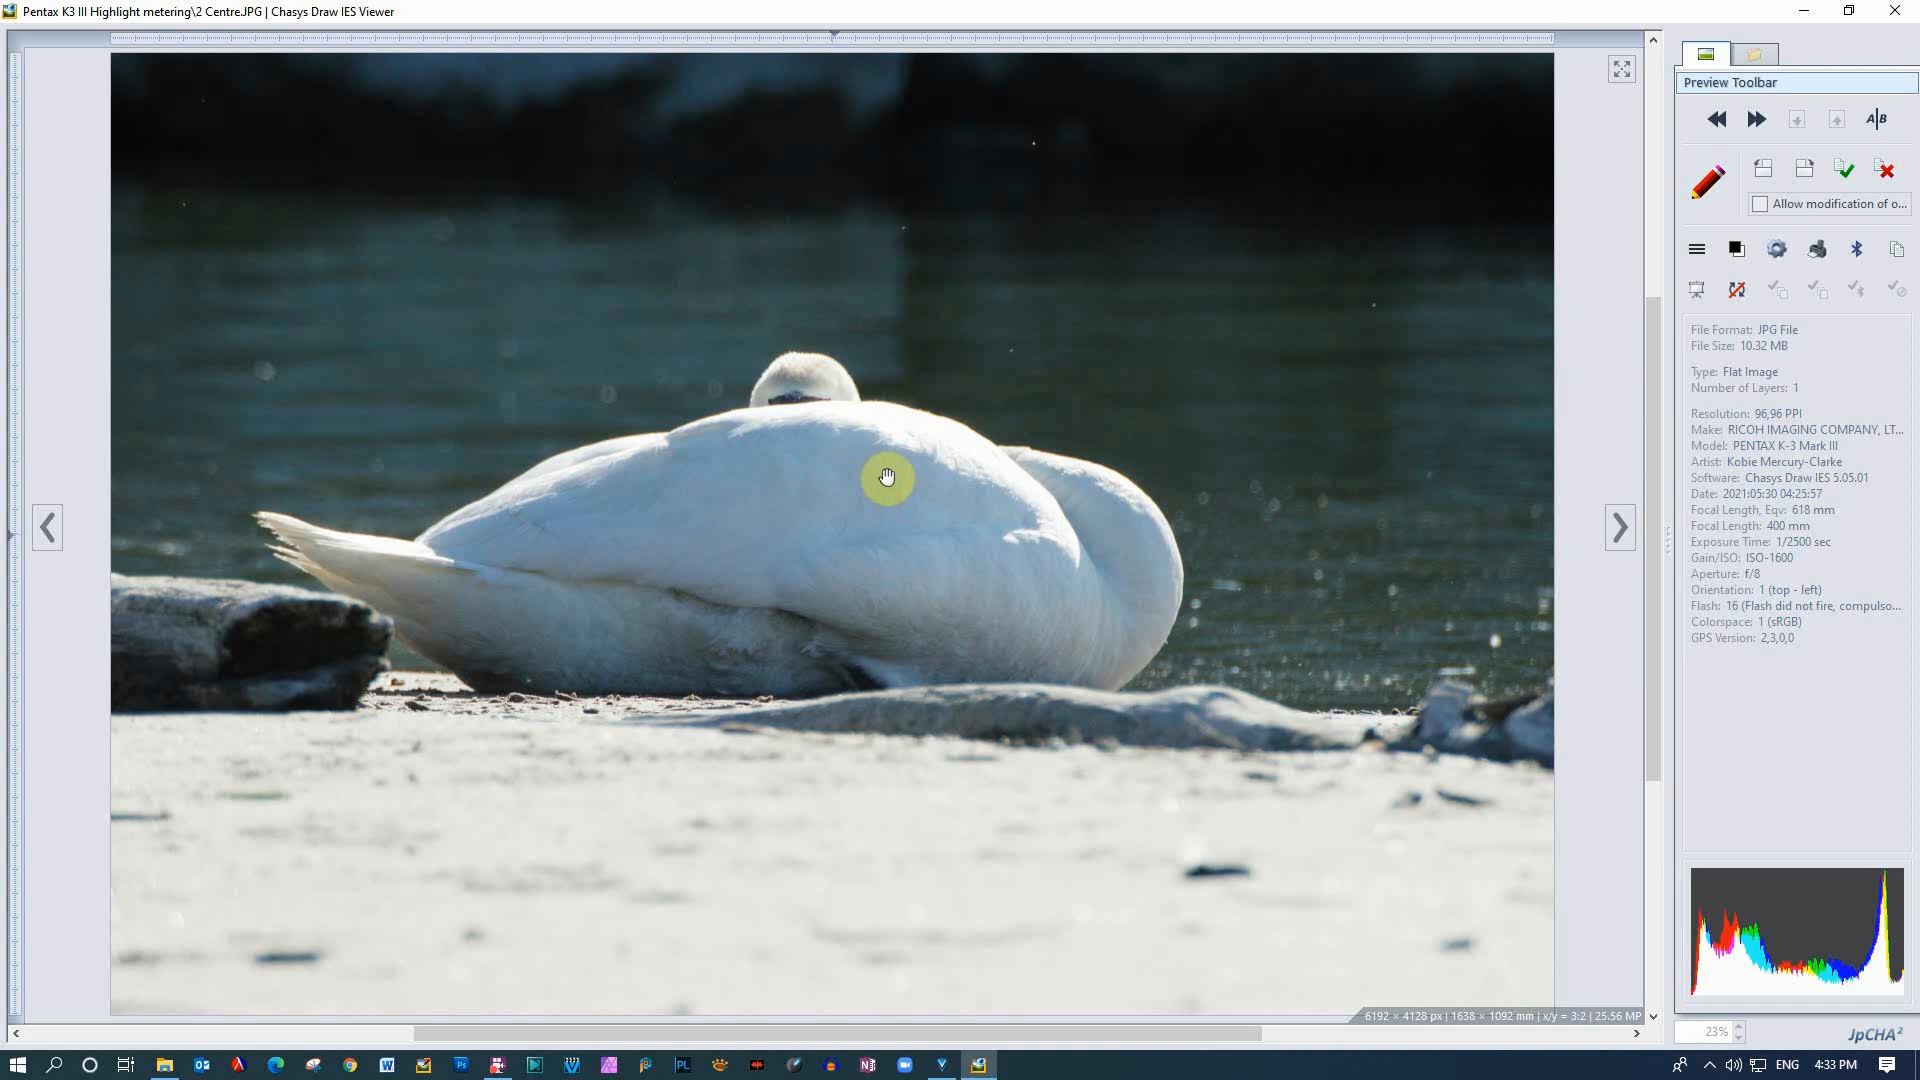 Pentax K3 III Highlight metering\2 Centre.JPG | Chasys Draw IES Viewer
Preview Toolbar
A|B
Allow modification of o...
File Format: JPG File
File Size: 10.32 MB
Type: Flat Image
Number of Layers: 1
Resolution: 96,96 PPI
Make: RICOH IMAGING COMPANY, LT...
Model: PENTAX K-3 Mark III
Artist: Kobie Mercury-Clarke
Software: Chasys Draw IES 5.05.01
Date: 2021:05:30 04:25:57
Focal Length, Eqv: 618 mm
Focal Length: 400 mm
Exposure Time: 1/2500 sec
Gain/ISO: ISO-1600
Aperture: f/8
Orientation: 1 (top - left)
Flash: 16 (Flash did not fire, compulso...
Colorspace: 1 (sRGB)
GPS Version: 2,3,0,0
6192 × 4128 px | 1638 × 1092 mm | x/y = 3:2 | 25.56 MP
23%
JpCHA²
ENG
4:33 PM